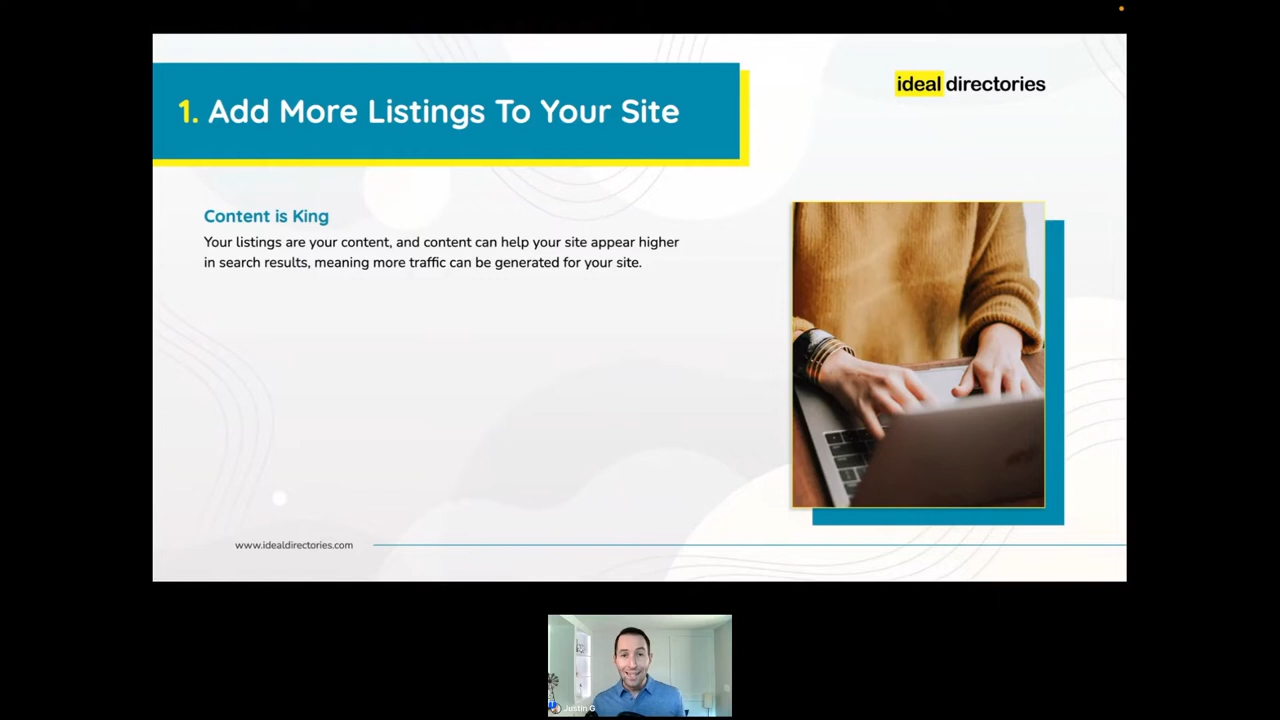 1. Add More Listings To Your Site
ideal directories
Content is King
Your listings are your content, and content can help your site appear higher
in search results, meaning more traffic can be generated for your site.
www.idealdirectories.com
Justin G